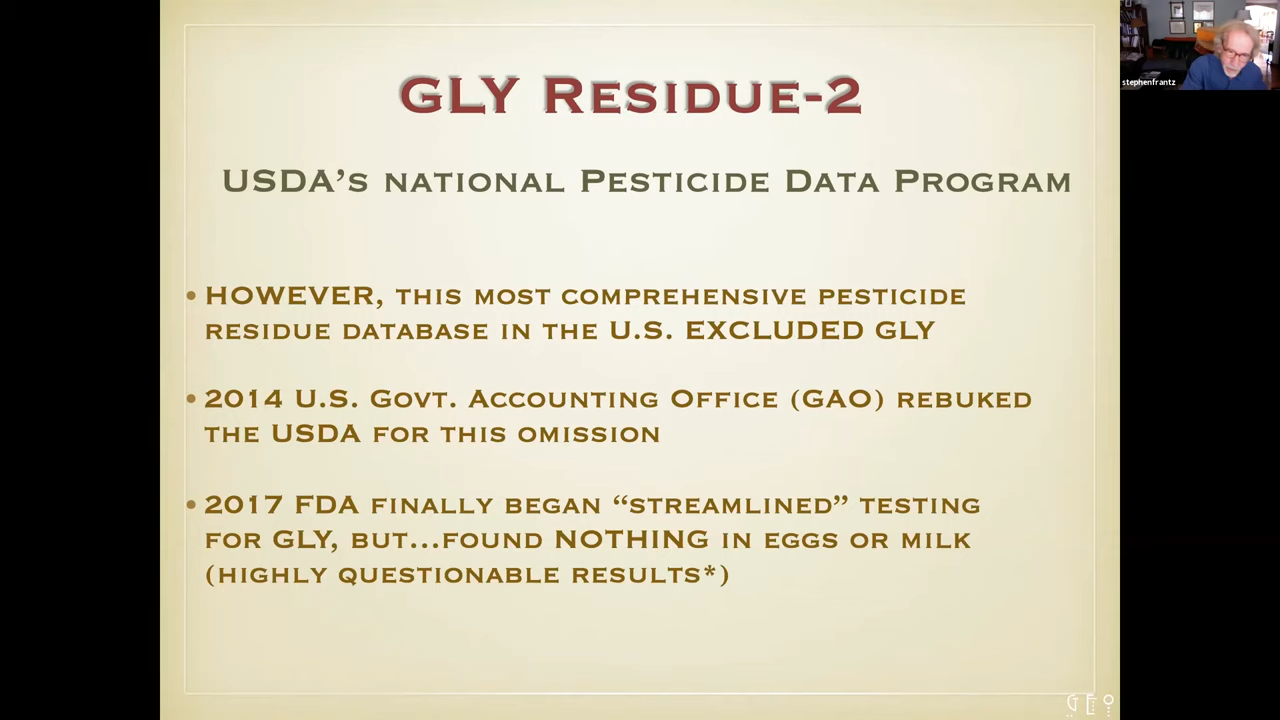 GLY RESIDUE-2
USDA’S NATIONAL PESTICIDE DATA PROGRAM
• HOWEVER, THIS MOST COMPREHENSIVE PESTICIDE
RESIDUE DATABASE IN THE U.S. EXCLUDED GLY
• 2014 U.S. GOVT. ACCOUNTING OFFICE (GAO) REBUKED
THE USDA FOR THIS OMISSION
• 2017 FDA FINALLY BEGAN “STREAMLINED” TESTING
FOR GLY, BUT...FOUND NOTHING IN EGGS OR MILK
(HIGHLY QUESTIONABLE RESULTS*)
stephenfrantz
GEO